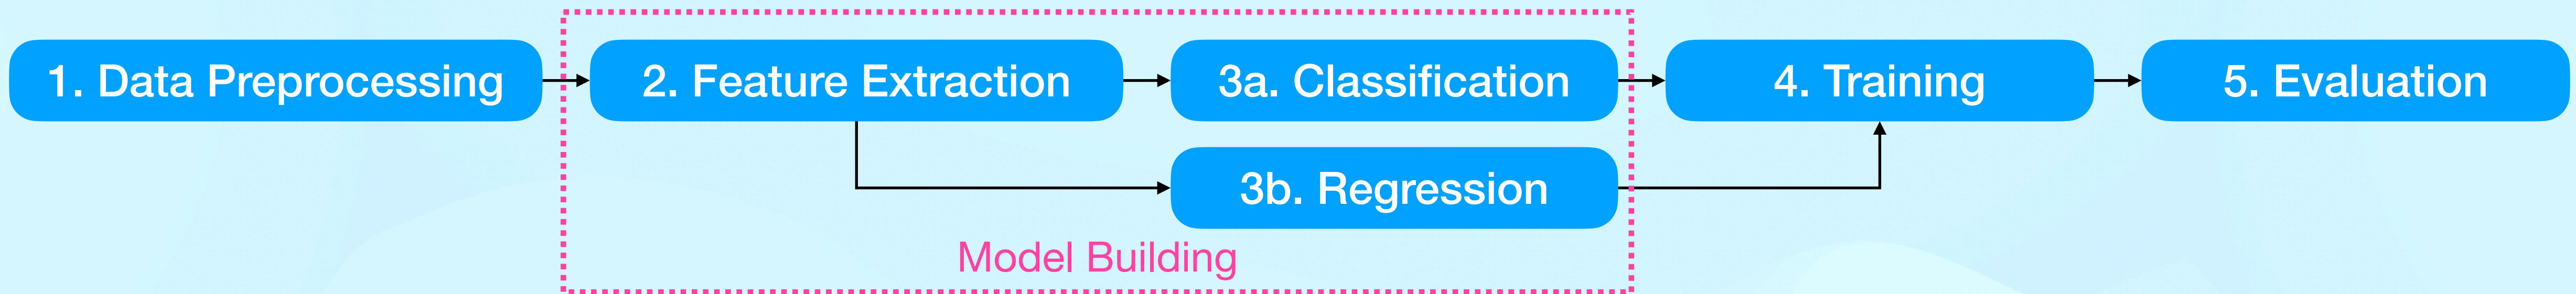 1. Data Preprocessing
2. Feature Extraction
3a. Classification
4. Training
5. Evaluation
3b. Regression
Model Building